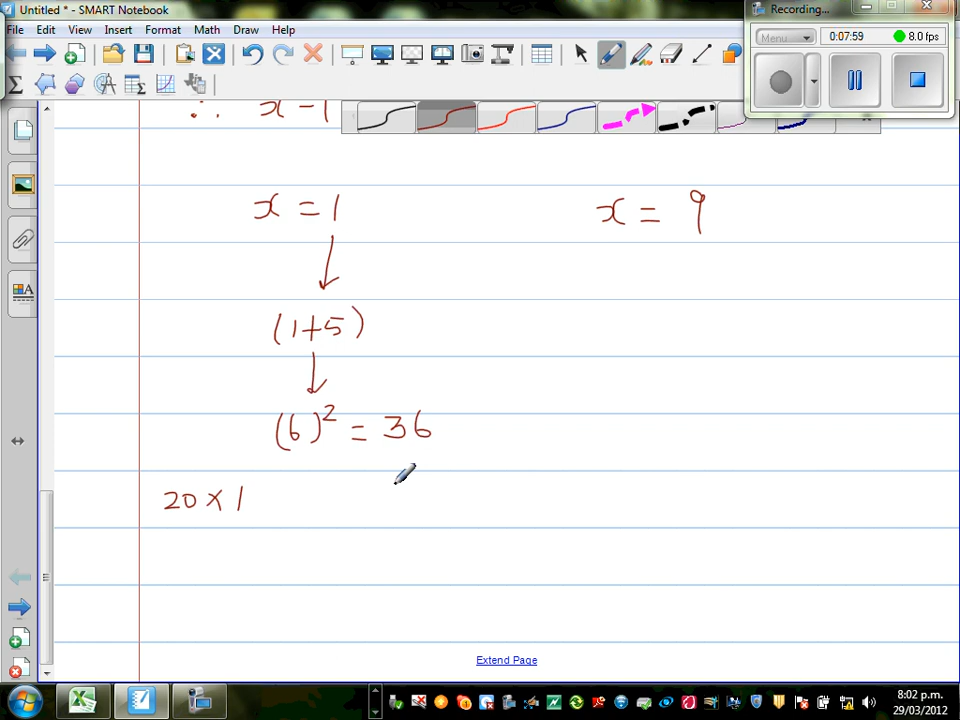 Untitled * - SMART Notebook
Recording...
File Edit View Insert Format Math Draw Help
Menu
0:07:59
8.0 fps
∴ x-1
x = 1
x = 9
(1+5)
(6)² = 36
20 × 1
Extend Page
8:02 p.m.
29/03/2012